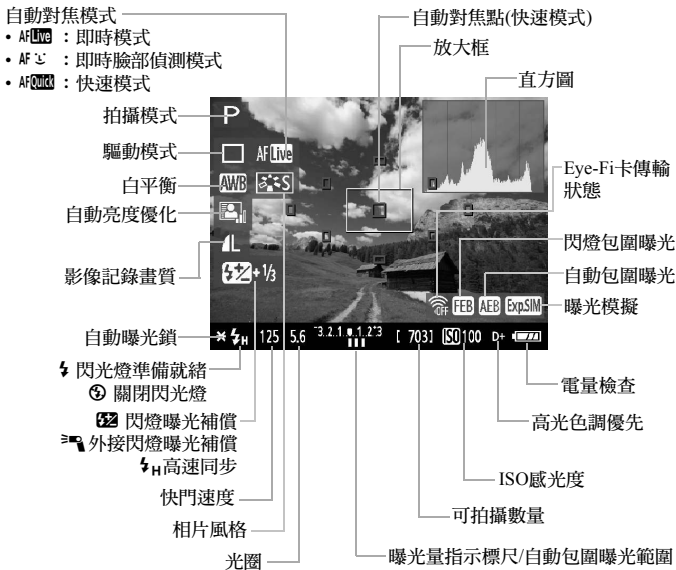 自動對焦模式
• AF Live ：即時模式
• AF ：即時臉部偵測模式
• AF Quick ：快速模式
自動對焦點(快速模式)
放大框
直方圖
拍攝模式
驅動模式
白平衡
自動亮度優化
影像記錄畫質
自動曝光鎖
閃光燈準備就緒
關閉閃光燈
閃燈曝光補償
外接閃燈曝光補償
H高速同步
快門速度
相片風格
光圈
Eye-Fi卡傳輸
狀態
閃燈包圍曝光
自動包圍曝光
曝光模擬
電量檢查
高光色調優先
ISO感光度
可拍攝數量
曝光量指示標尺/自動包圍曝光範圍
P
AF Live
AWB
S
L
+1/3
OFF FEB AEB Exp.SIM
H 125 5.6 -3..2..1..0..1..2.+3 [ 703] ISO 100 D+